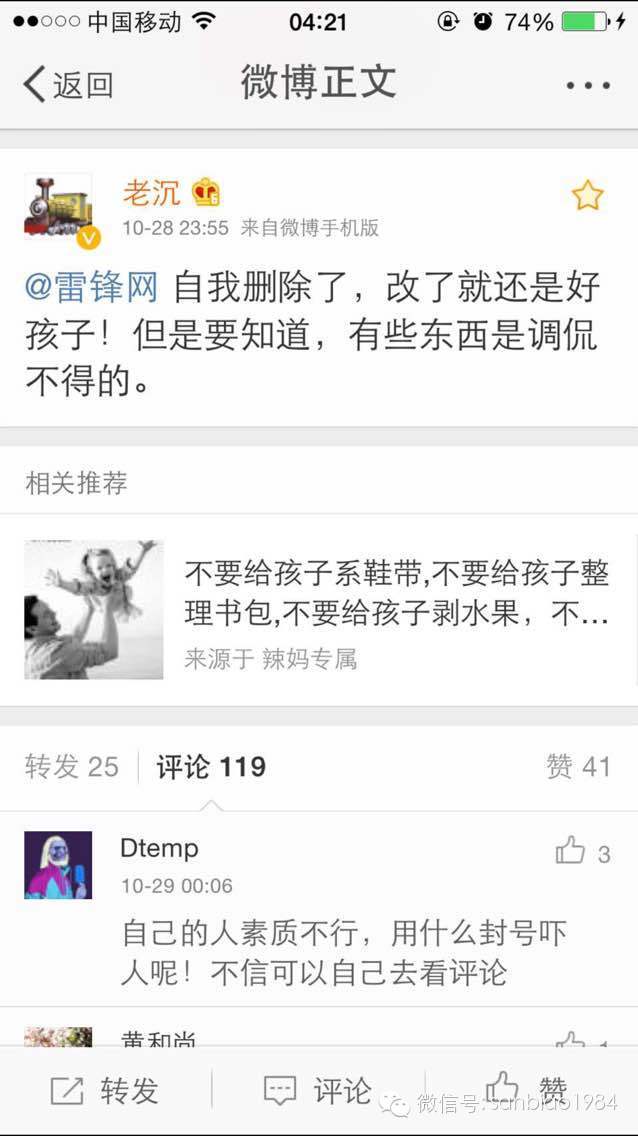 中国移动 04:21 74%
返回 微博正文
老沉
10-28 23:55 来自微博手机版
@雷锋网 自我删除了，改了就还是好
孩子！但是要知道，有些东西是调侃
不得的。
相关推荐
不要给孩子系鞋带,不要给孩子整
理书包,不要给孩子剥水果，不...
来源于 辣妈专属
转发 25 评论 119 赞 41
Dtemp 3
10-29 00:06
自己的人素质不行，用什么封号吓
人呢！不信可以自己去看评论
黄和尚 1
转发 评论 赞
微信号: sanbiao1984